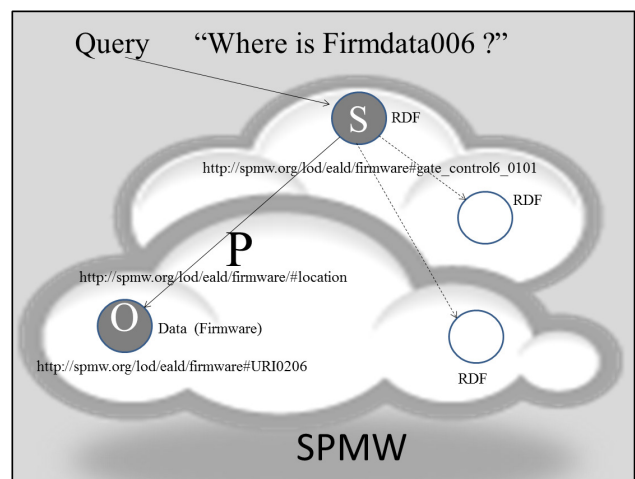 Query “Where is Firmdata006 ?”
S RDF
http://spmw.org/lod/eald/firmware#gate_control6_0101
RDF
P
http://spmw.org/lod/eald/firmware/#location
O Data (Firmware)
http://spmw.org/lod/eald/firmware#URI0206
RDF
SPMW